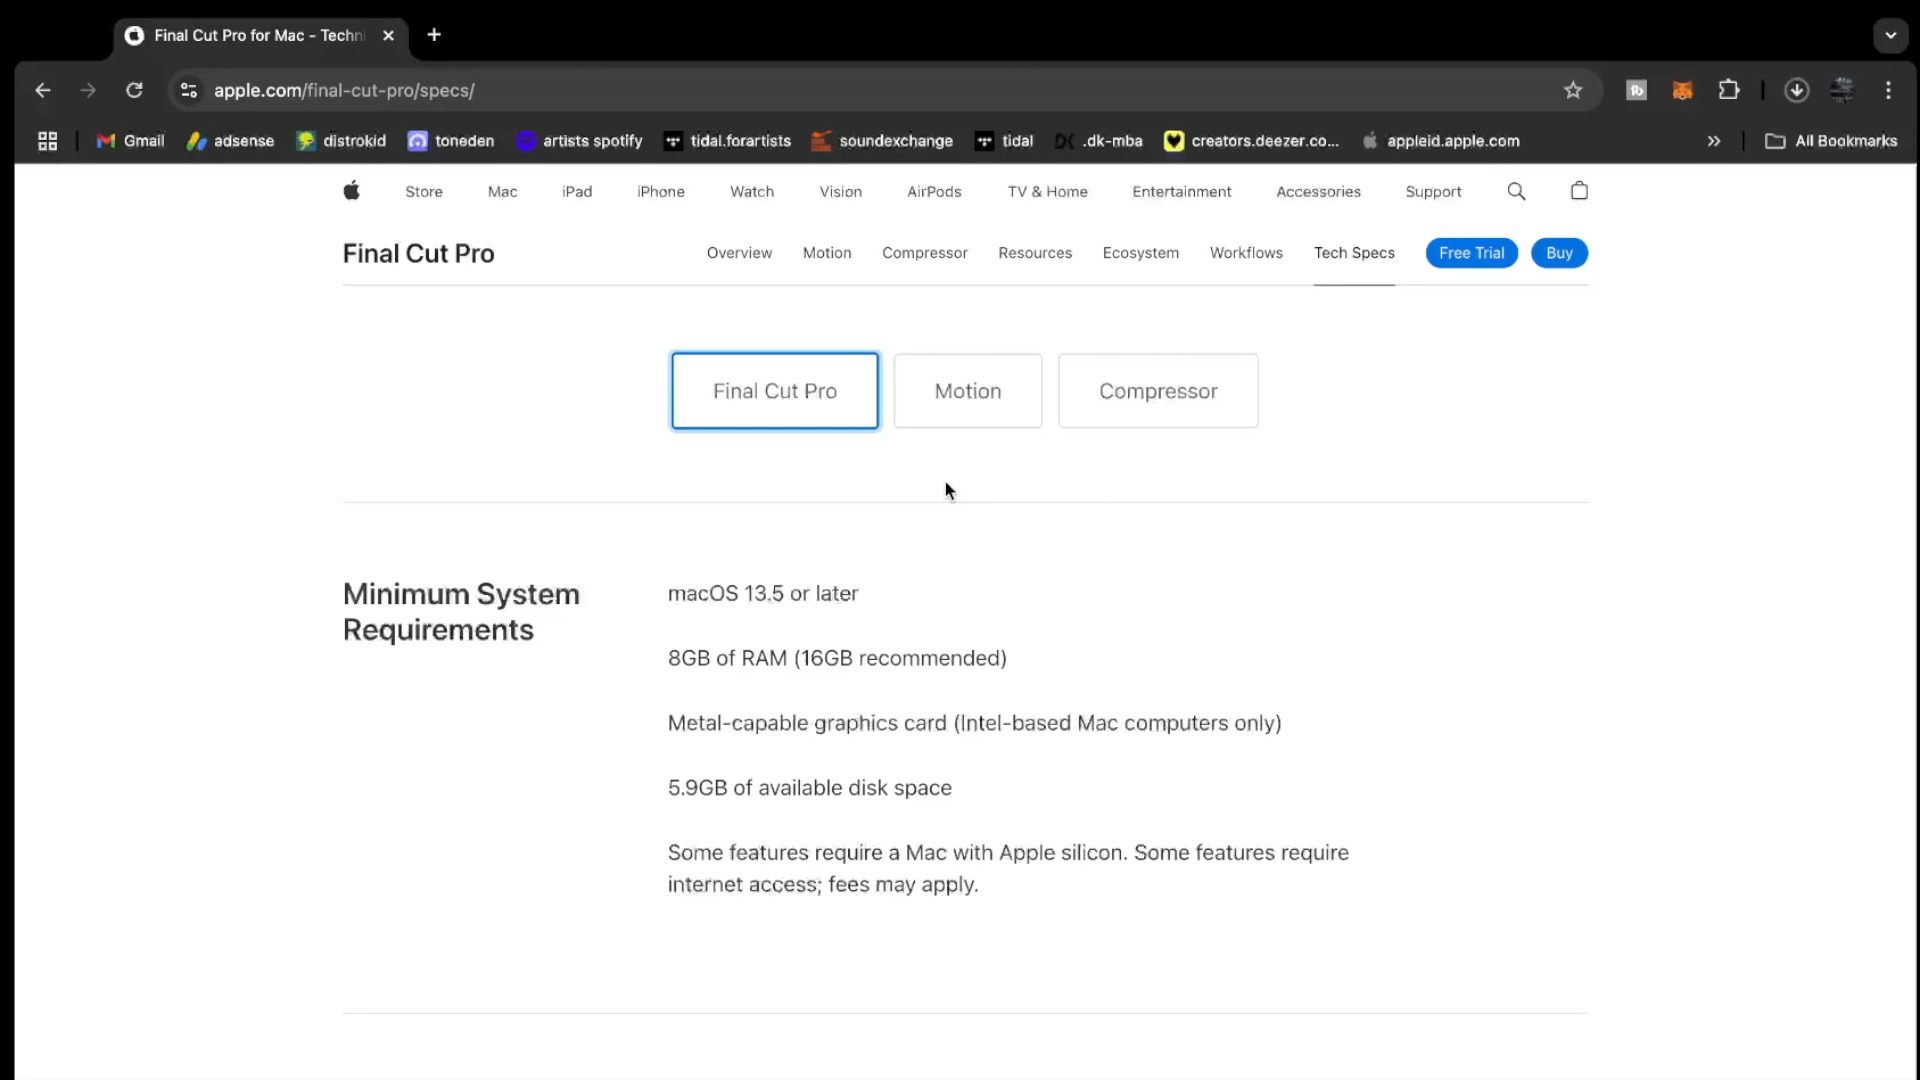 Final Cut Pro for Mac - Techni
apple.com/final-cut-pro/specs/
Gmail adsense distrokid toneden artists spotify tidal.forartists soundexchange tidal .dk-mba creators.deezer.co... appleid.apple.com All Bookmarks
Store Mac iPad iPhone Watch Vision AirPods TV & Home Entertainment Accessories Support
Final Cut Pro Overview Motion Compressor Resources Ecosystem Workflows Tech Specs Free Trial Buy
Final Cut Pro Motion Compressor
Minimum System
Requirements
macOS 13.5 or later
8GB of RAM (16GB recommended)
Metal-capable graphics card (Intel-based Mac computers only)
5.9GB of available disk space
Some features require a Mac with Apple silicon. Some features require
internet access; fees may apply.